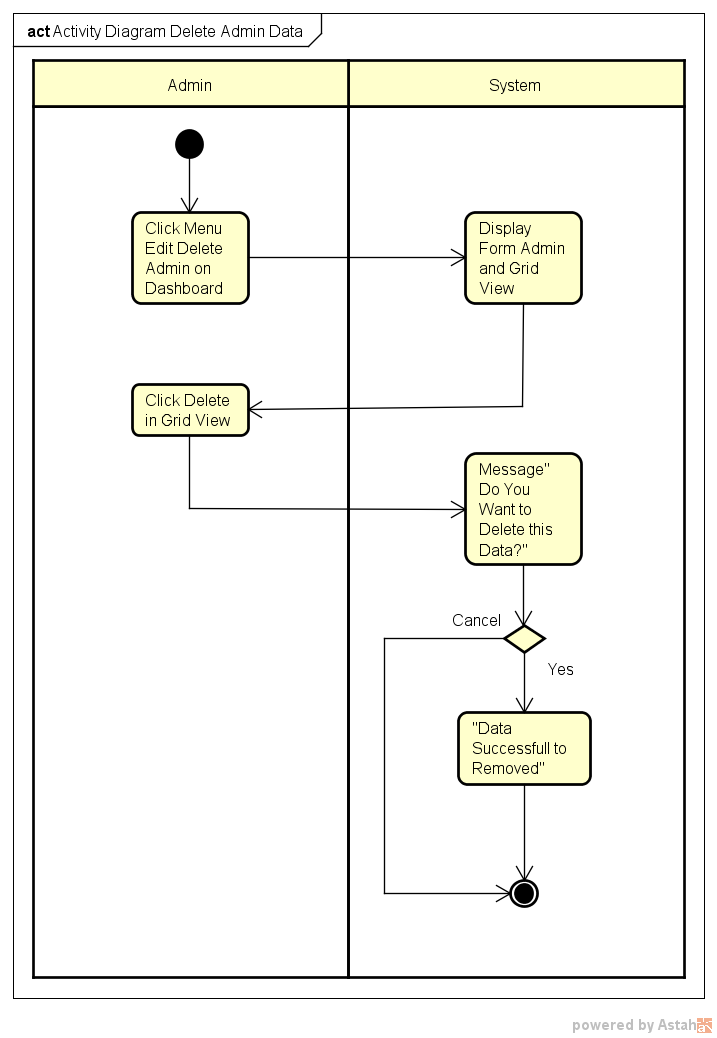 act Activity Diagram Delete Admin Data
Admin
System
Click Menu
Edit Delete
Admin on
Dashboard
Display
Form Admin
and Grid
View
Click Delete
in Grid View
Message"
Do You
Want to
Delete this
Data?"
Cancel
Yes
"Data
Successfull to
Removed"
powered by Astah